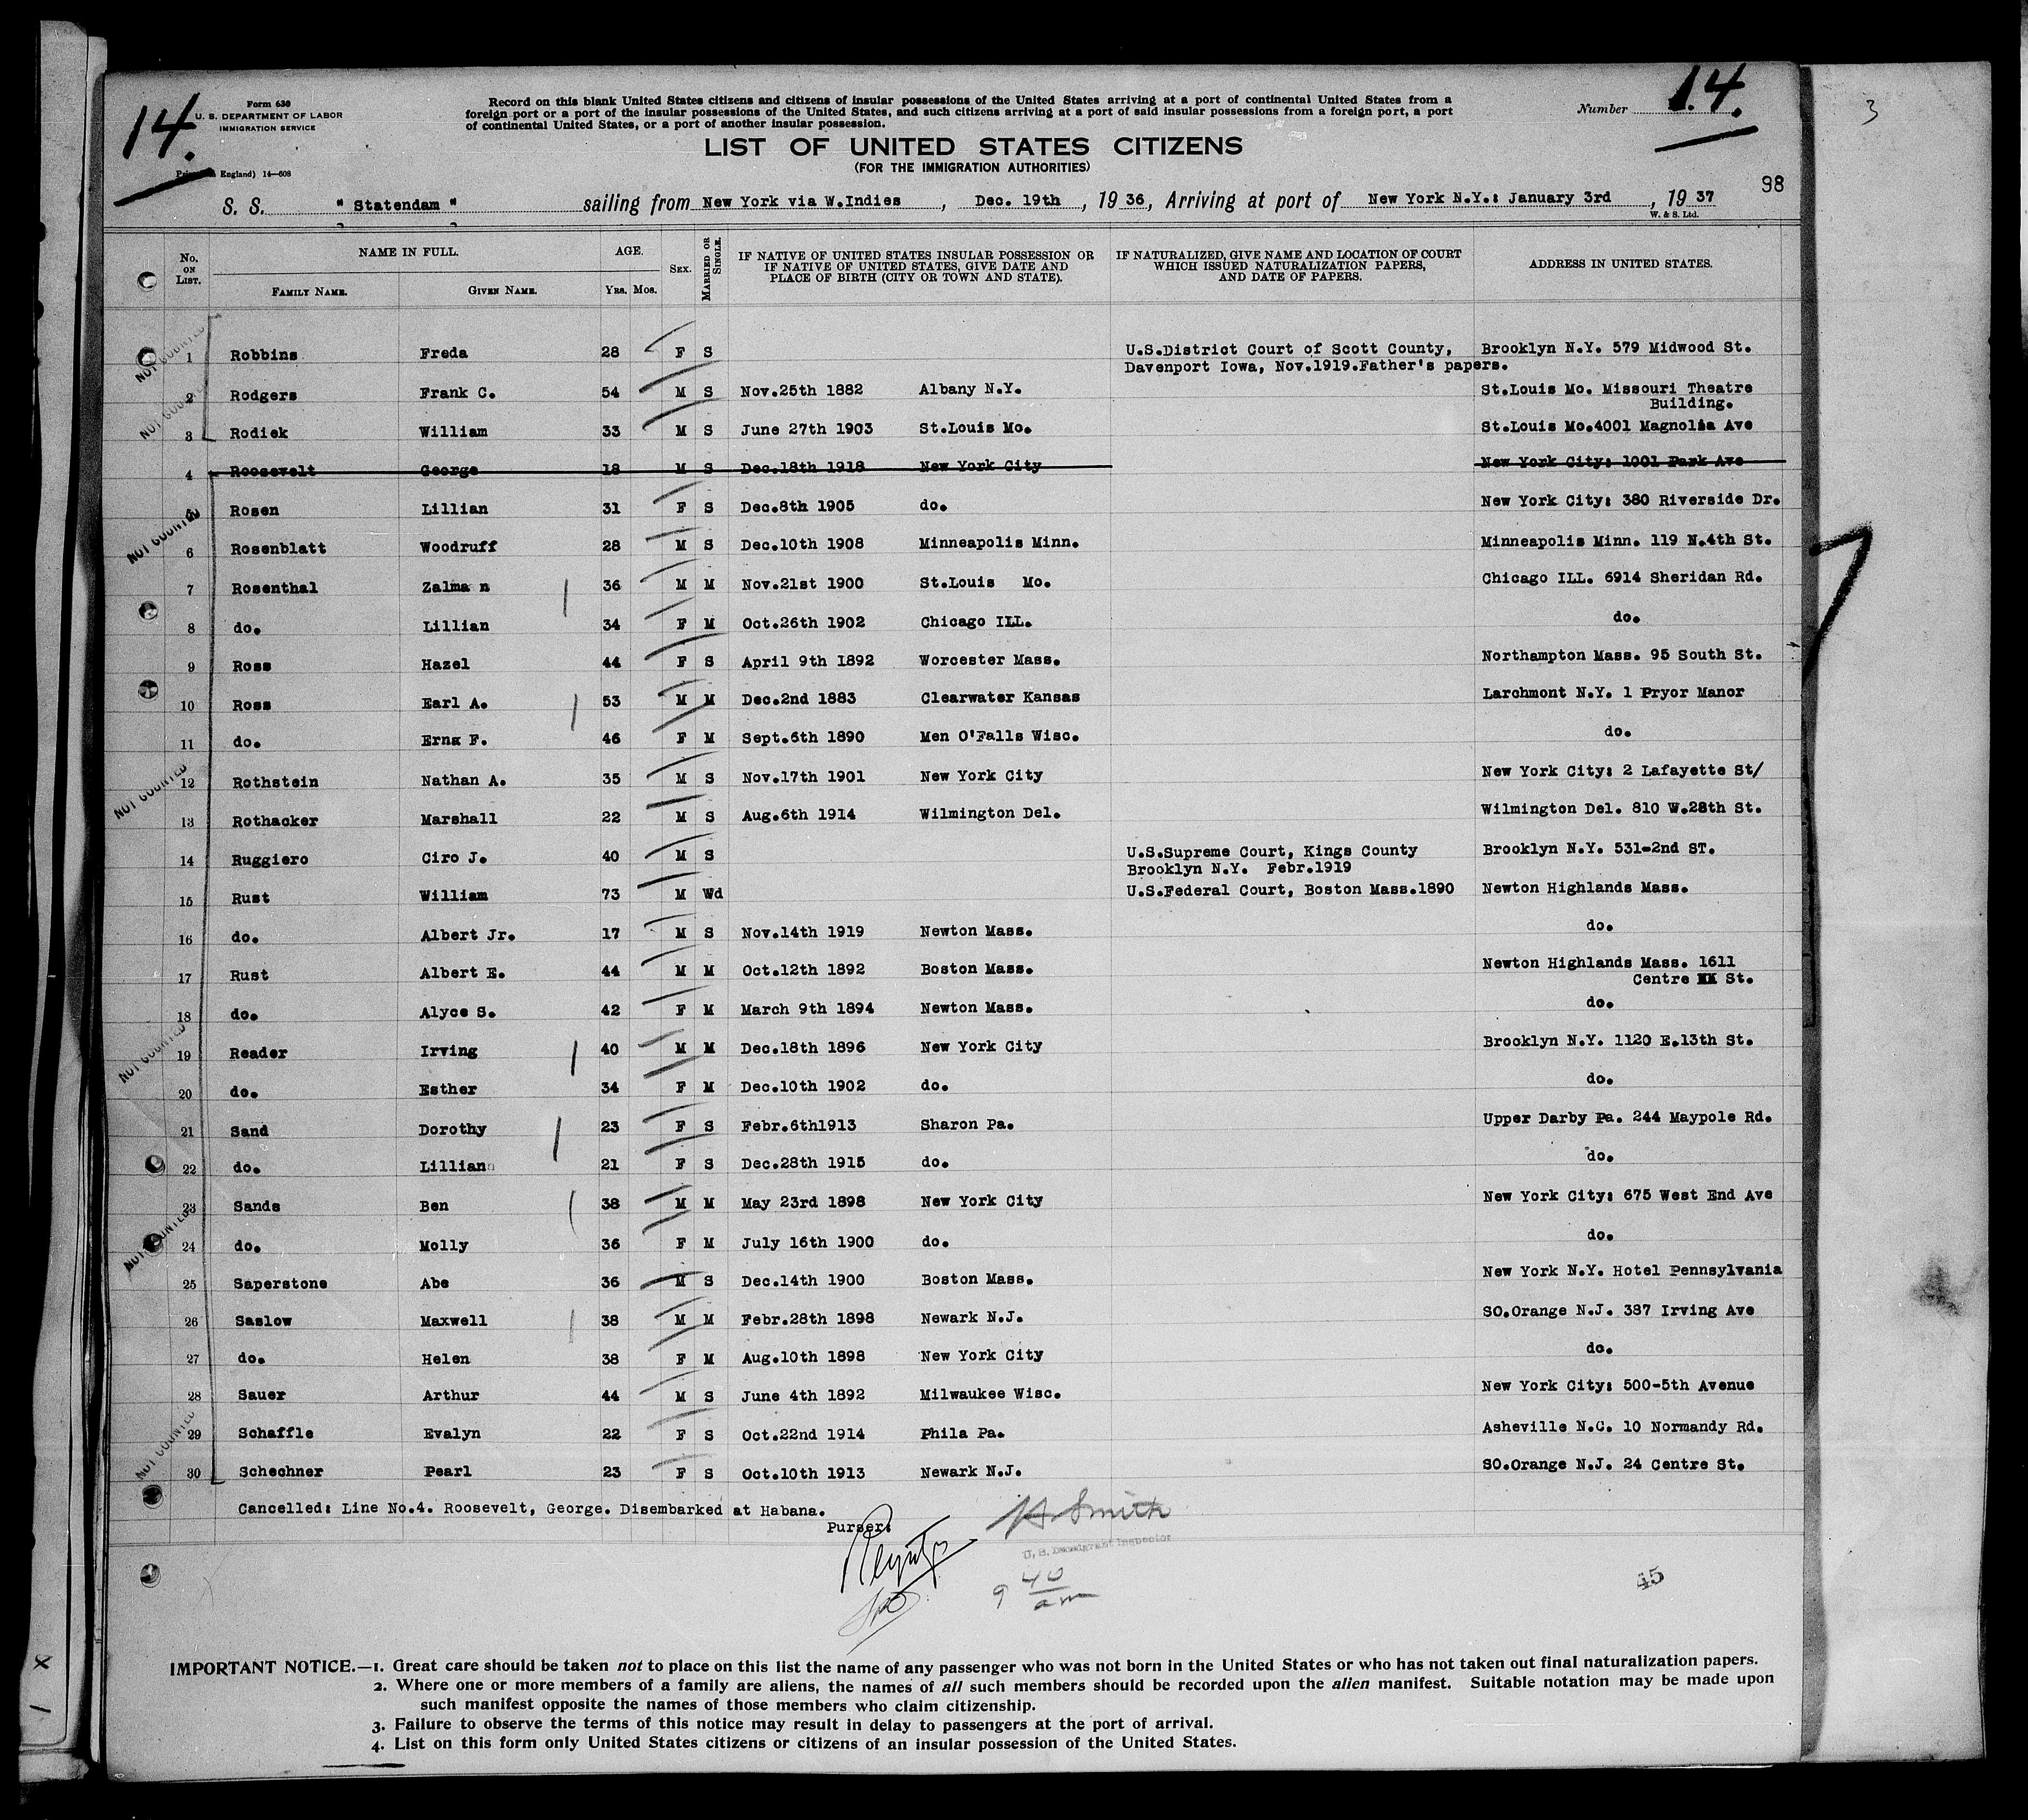 14.
Form 630
U. S. DEPARTMENT OF LABOR
IMMIGRATION SERVICE
England) 14—608
Record on this blank United States citizens and citizens of insular possessions of the United States arriving at a port of continental United States from a
foreign port or a port of the insular possessions of the United States, and such citizens arriving at a port of said insular possessions from a foreign port, a port
of continental United States, or a port of another insular possession.
Number 14.
3
LIST OF UNITED STATES CITIZENS
(FOR THE IMMIGRATION AUTHORITIES)
98
S. S. "Statendam" sailing from New York via W.Indies, Dec. 19th, 1936, Arriving at port of New York N.Y.: January 3rd, 1937
W. & S. Ltd.
No. ON LIST. NAME IN FULL. AGE. SEX. MARRIED OR SINGLE. IF NATIVE OF UNITED STATES INSULAR POSSESSION OR IF NATIVE OF UNITED STATES, GIVE DATE AND PLACE OF BIRTH (CITY OR TOWN AND STATE). IF NATURALIZED, GIVE NAME AND LOCATION OF COURT WHICH ISSUED NATURALIZATION PAPERS, AND DATE OF PAPERS. ADDRESS IN UNITED STATES.
FAMILY NAME. GIVEN NAME. YRS. MOS.
NOT COUNTED
1 Robbins Freda 28 F S U.S.District Court of Scott County, Brooklyn N.Y. 579 Midwood St.
Davenport Iowa, Nov.1919.Father's papers.
NOT COUNTED
2 Rodgers Frank C. 54 M S Nov.25th 1882 Albany N.Y. St.Louis Mo. Missouri Theatre
Building.
3 Rodiek William 33 M S June 27th 1903 St.Louis Mo. St.Louis Mo.4001 Magnolia Ave
4 Roosevelt George 18 M S Dec.18th 1918 New York City New York City: 1001 Park Ave
5 Rosen Lillian 31 F S Dec.8th 1905 do. New York City: 380 Riverside Dr.
NOT COUNTED
6 Rosenblatt Woodruff 28 M S Dec.10th 1908 Minneapolis Minn. Minneapolis Minn. 119 N.4th St.
7 Rosenthal Zalma n 36 M M Nov.21st 1900 St.Louis Mo. Chicago ILL. 6914 Sheridan Rd.
8 do. Lillian 34 F M Oct.26th 1902 Chicago ILL. do.
9 Ross Hazel 44 F S April 9th 1892 Worcester Mass. Northampton Mass. 95 South St.
10 Ross Earl A. 53 M M Dec.2nd 1883 Clearwater Kansas Larchmont N.Y. 1 Pryor Manor
11 do. Erna F. 46 F M Sept.6th 1890 Men O'Falls Wisc. do.
12 Rothstein Nathan A. 35 M S Nov.17th 1901 New York City New York City: 2 Lafayette St/
NOT COUNTED
13 Rothacker Marshall 22 M S Aug.6th 1914 Wilmington Del. Wilmington Del. 810 W.28th St.
14 Ruggiero Ciro J. 40 M S U.S.Supreme Court, Kings County Brooklyn N.Y. 531-2nd ST.
Brooklyn N.Y. Febr.1919
15 Rust William 73 M Wd U.S.Federal Court, Boston Mass.1890 Newton Highlands Mass.
16 do. Albert Jr. 17 M S Nov.14th 1919 Newton Mass. do.
17 Rust Albert E. 44 M M Oct.12th 1892 Boston Mass. Newton Highlands Mass. 1611
Centre XX St.
18 do. Alyce S. 42 F M March 9th 1894 Newton Mass. do.
NOT COUNTED
19 Reader Irving 40 M M Dec.18th 1896 New York City Brooklyn N.Y. 1120 E.13th St.
20 do. Esther 34 F M Dec.10th 1902 do. do.
21 Sand Dorothy 23 F S Febr.6th1913 Sharon Pa. Upper Darby Pa. 244 Maypole Rd.
22 do. Lillian 21 F S Dec.28th 1915 do. do.
23 Sands Ben 38 M M May 23rd 1898 New York City New York City: 675 West End Ave
NOT COUNTED
24 do. Molly 36 F M July 16th 1900 do. do.
25 Saperstone Abe 36 M S Dec.14th 1900 Boston Mass. New York N.Y. Hotel Pennsylvania
26 Saslow Maxwell 38 M M Febr.28th 1898 Newark N.J. SO.Orange N.J. 387 Irving Ave
27 do. Helen 38 F M Aug.10th 1898 New York City do.
28 Sauer Arthur 44 M S June 4th 1892 Milwaukee Wisc. New York City: 500-5th Avenue
29 Schaffle Evalyn 22 F S Oct.22nd 1914 Phila Pa. Asheville N.C. 10 Normandy Rd.
NOT COUNTED
30 Schechner Pearl 23 F S Oct.10th 1913 Newark N.J. SO.Orange N.J. 24 Centre St.
Cancelled: Line No.4. Roosevelt, George. Disembarked at Habana.
Purser:
Smith
U. S. Immigrant Inspector
9 40 am
45
IMPORTANT NOTICE.—1. Great care should be taken not to place on this list the name of any passenger who was not born in the United States or who has not taken out final naturalization papers.
2. Where one or more members of a family are aliens, the names of all such members should be recorded upon the alien manifest. Suitable notation may be made upon
such manifest opposite the names of those members who claim citizenship.
3. Failure to observe the terms of this notice may result in delay to passengers at the port of arrival.
4. List on this form only United States citizens or citizens of an insular possession of the United States.